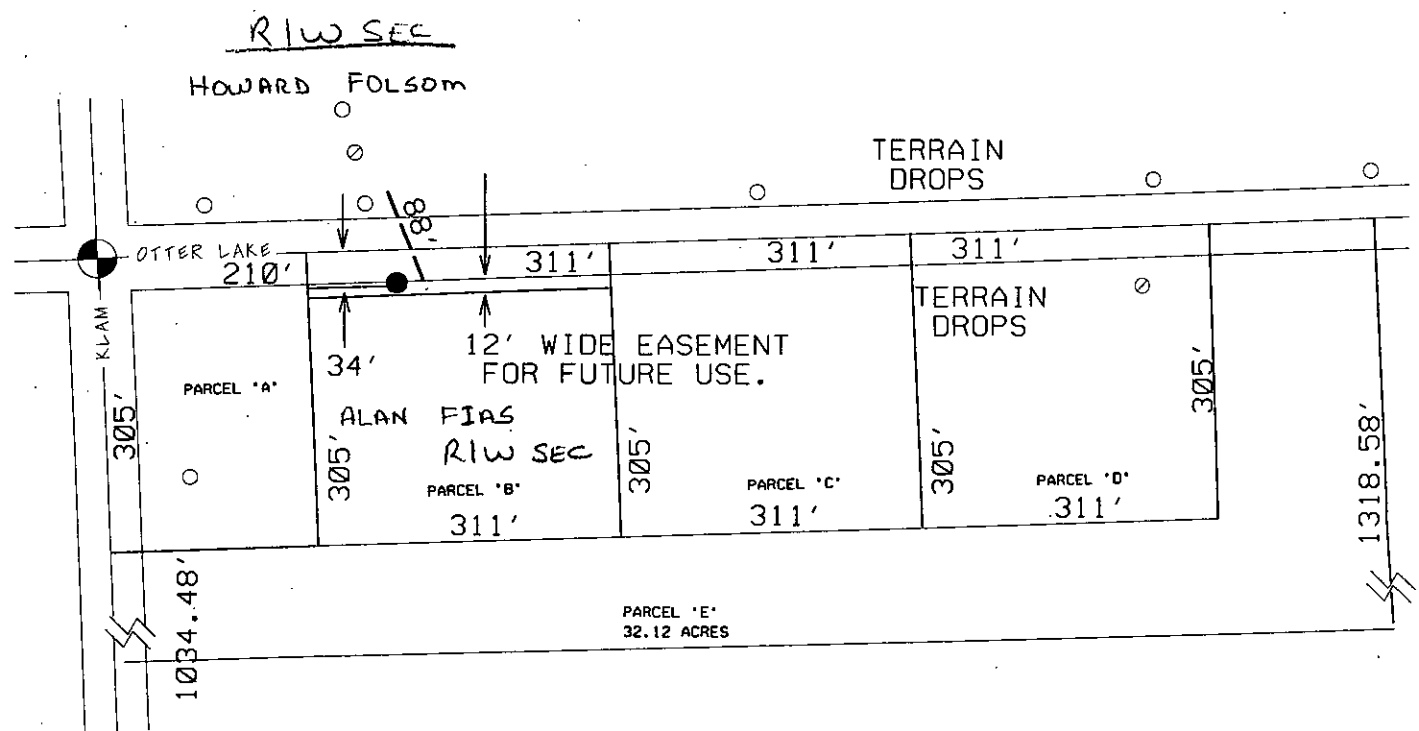 R/W SEC
HOWARD FOLSOM
TERRAIN
DROPS
88'
OTTER LAKE
210'
311'
311'
311'
KLAM
34'
12' WIDE EASEMENT
FOR FUTURE USE.
TERRAIN
DROPS
PARCEL "A"
305'
ALAN FIAS
R/W SEC
305'
305'
305'
305'
PARCEL "B"
311'
PARCEL "C"
311'
PARCEL "D"
311'
1318.58'
1034.48'
PARCEL "E"
32.12 ACRES